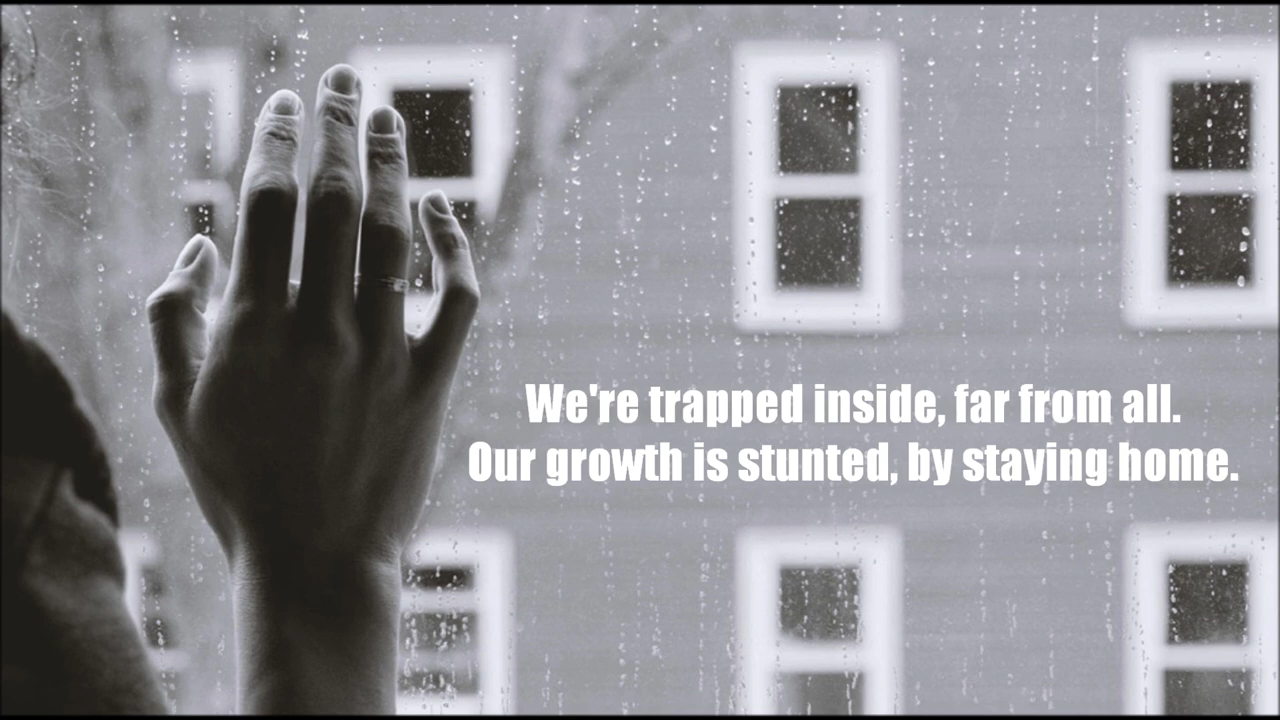 We're trapped inside, far from all.
Our growth is stunted, by staying home.